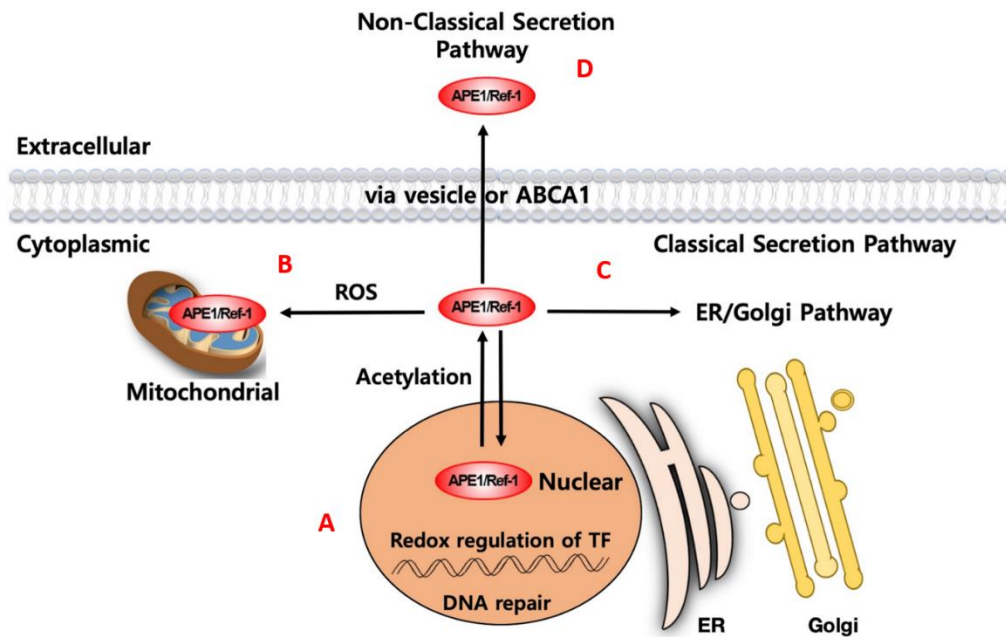 Non-Classical Secretion
Pathway
D
APE1/Ref-1
Extracellular
via vesicle or ABCA1
Cytoplasmic
Classical Secretion Pathway
B
C
ROS
APE1/Ref-1
APE1/Ref-1
ER/Golgi Pathway
Mitochondrial
Acetylation
APE1/Ref-1
Nuclear
A
Redox regulation of TF
DNA repair
ER
Golgi